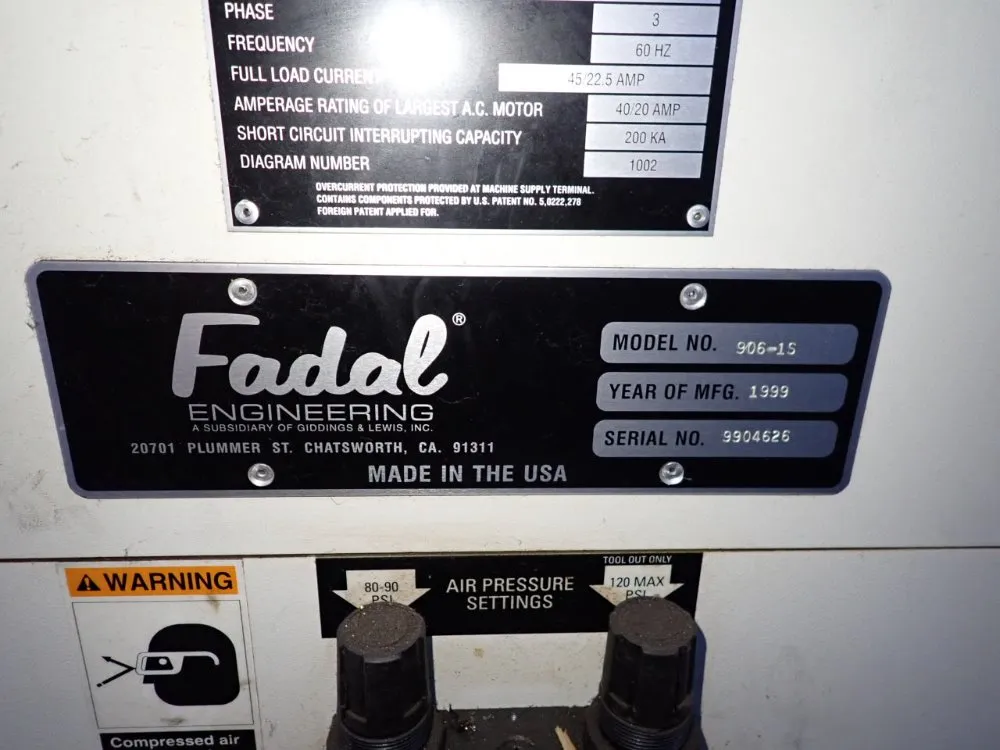 PHASE 3
FREQUENCY 60 HZ
FULL LOAD CURRENT 45/22.5 AMP
AMPERAGE RATING OF LARGEST A.C. MOTOR 40/20 AMP
SHORT CIRCUIT INTERRUPTING CAPACITY 200 KA
DIAGRAM NUMBER 1002
OVERCURRENT PROTECTION PROVIDED AT MACHINE SUPPLY TERMINAL.
CONTAINS COMPONENTS PROTECTED BY U.S. PATENT NO. 5,0222,278
FOREIGN PATENT APPLIED FOR.
Fadal®
ENGINEERING
A SUBSIDIARY OF GIDDINGS & LEWIS, INC.
20701 PLUMMER ST. CHATSWORTH, CA. 91311
MADE IN THE USA
MODEL NO. 906-1S
YEAR OF MFG. 1999
SERIAL NO. 9904626
WARNING
Compressed air
80-90
PSI
AIR PRESSURE
SETTINGS
TOOL OUT ONLY
120 MAX
PSI